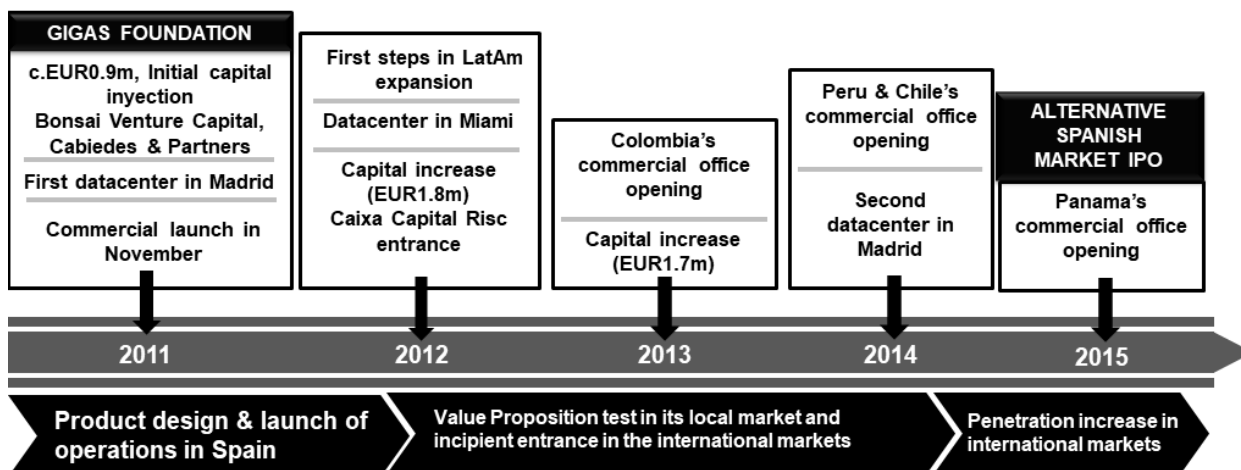 GIGAS FOUNDATION
c.EUR0.9m, Initial capital
inyection
Bonsai Venture Capital,
Cabiedes & Partners
First datacenter in Madrid
Commercial launch in
November
First steps in LatAm
expansion
Datacenter in Miami
Capital increase
(EUR1.8m)
Caixa Capital Risc
entrance
Colombia's
commercial office
opening
Capital increase
(EUR1.7m)
Peru & Chile's
commercial office
opening
Second
datacenter in
Madrid
ALTERNATIVE
SPANISH
MARKET IPO
Panama's
commercial office
opening
2011
2012
2013
2014
2015
Product design & launch of
operations in Spain
Value Proposition test in its local market and
incipient entrance in the international markets
Penetration increase in
international markets